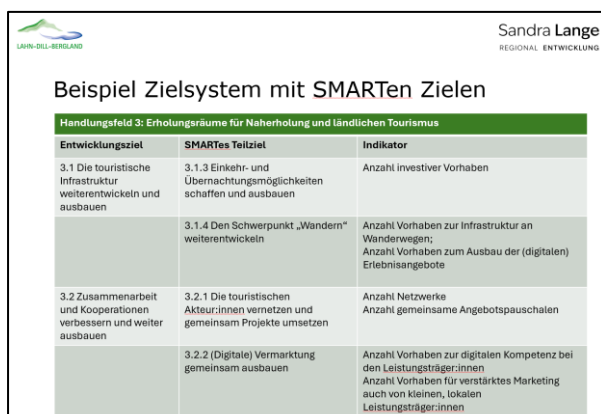 LAHN-DILL-BERGLAND
Sandra Lange
REGIONAL ENTWICKLUNG
Beispiel Zielsystem mit SMARTen Zielen
Handlungsfeld 3: Erholungsräume für Naherholung und ländlichen Tourismus
Entwicklungsziel
SMARTes Teilziel
Indikator
3.1 Die touristische
Infrastruktur
weiterentwickeln und
ausbauen
3.1.3 Einkehr- und
Übernachtungsmöglichkeiten
schaffen und ausbauen
Anzahl investiver Vorhaben
3.1.4 Den Schwerpunkt „Wandern“
weiterentwickeln
Anzahl Vorhaben zur Infrastruktur an
Wanderwegen;
Anzahl Vorhaben zum Ausbau der (digitalen)
Erlebnisangebote
3.2 Zusammenarbeit
und Kooperationen
verbessern und weiter
ausbauen
3.2.1 Die touristischen
Akteur:innen vernetzen und
gemeinsam Projekte umsetzen
Anzahl Netzwerke
Anzahl gemeinsame Angebotspauschalen
3.2.2 (Digitale) Vermarktung
gemeinsam ausbauen
Anzahl Vorhaben zur digitalen Kompetenz bei
den Leistungsträger:innen
Anzahl Vorhaben für verstärktes Marketing
auch von kleinen, lokalen
Leistungsträger:innen